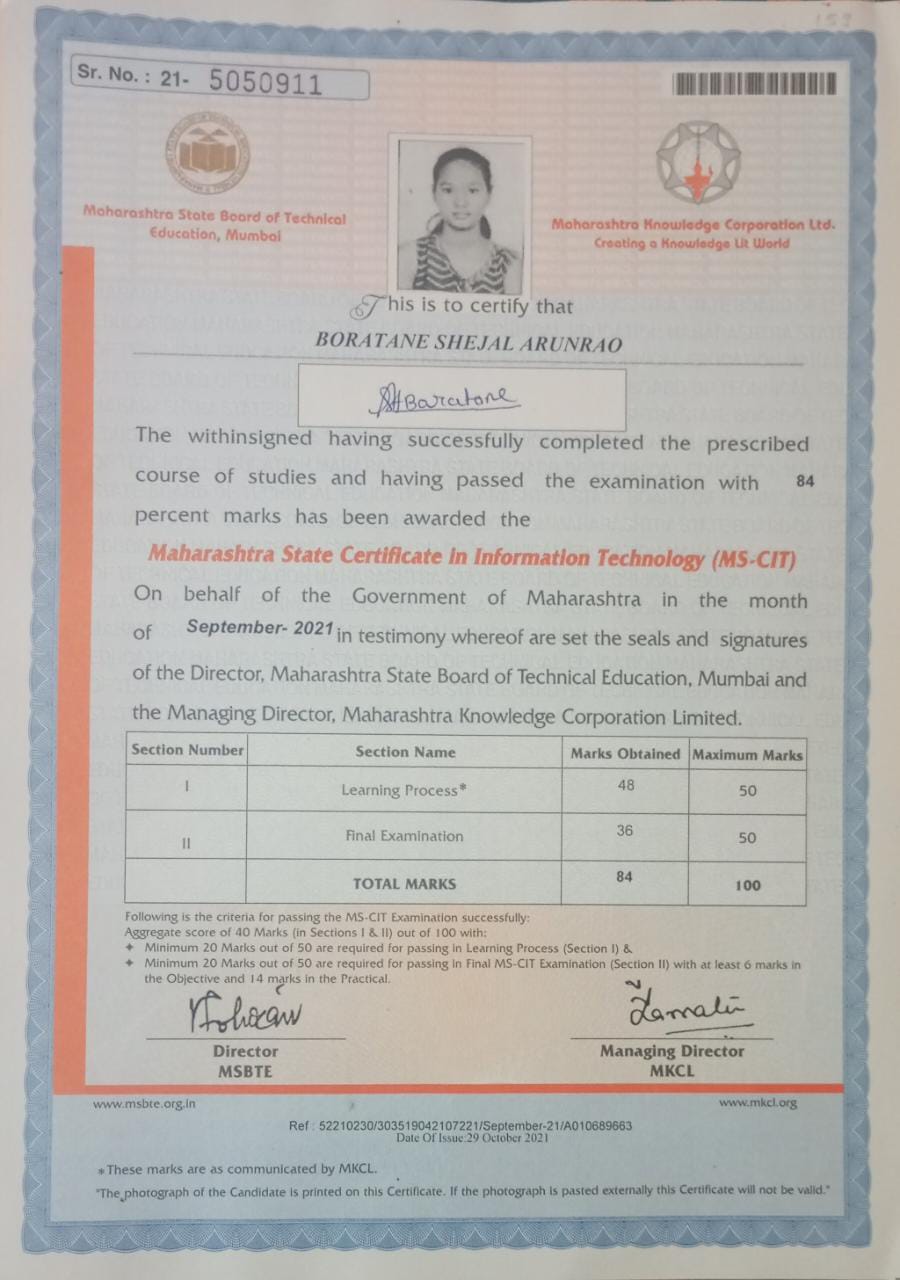 159
Sr. No. : 21- 5050911
Maharashtra State Board of Technical
Education, Mumbai
Maharashtra Knowledge Corporation Ltd.
Creating a Knowledge Lit World
This is to certify that
BORATANE SHEJAL ARUNRAO
The withinsigned having successfully completed the prescribed
course of studies and having passed the examination with 84
percent marks has been awarded the
Maharashtra State Certificate in Information Technology (MS-CIT)
On behalf of the Government of Maharashtra in the month
of September- 2021 in testimony whereof are set the seals and signatures
of the Director, Maharashtra State Board of Technical Education, Mumbai and
the Managing Director, Maharashtra Knowledge Corporation Limited.
Section Number Section Name Marks Obtained Maximum Marks
I Learning Process* 48 50
II Final Examination 36 50
TOTAL MARKS 84 100
Following is the criteria for passing the MS-CIT Examination successfully:
Aggregate score of 40 Marks (in Sections I & II) out of 100 with:
✦ Minimum 20 Marks out of 50 are required for passing in Learning Process (Section I) &
✦ Minimum 20 Marks out of 50 are required for passing in Final MS-CIT Examination (Section II) with at least 6 marks in
the Objective and 14 marks in the Practical.
Director
MSBTE
Managing Director
MKCL
www.msbte.org.in
www.mkcl.org
Ref : 52210230/303519042107221/September-21/A010689663
Date Of Issue:29 October 2021
*These marks are as communicated by MKCL.
"The photograph of the Candidate is printed on this Certificate. If the photograph is pasted externally this Certificate will not be valid."